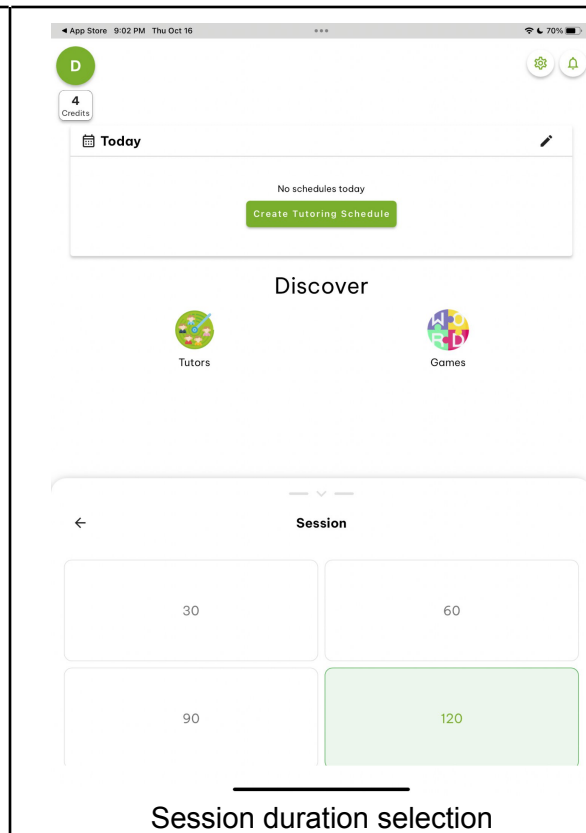 App Store 9:02 PM Thu Oct 16 70%
D
4
Credits
Today
No schedules today
Create Tutoring Schedule
Discover
WORD
Tutors Games
Session
30 60
90 120
Session duration selection